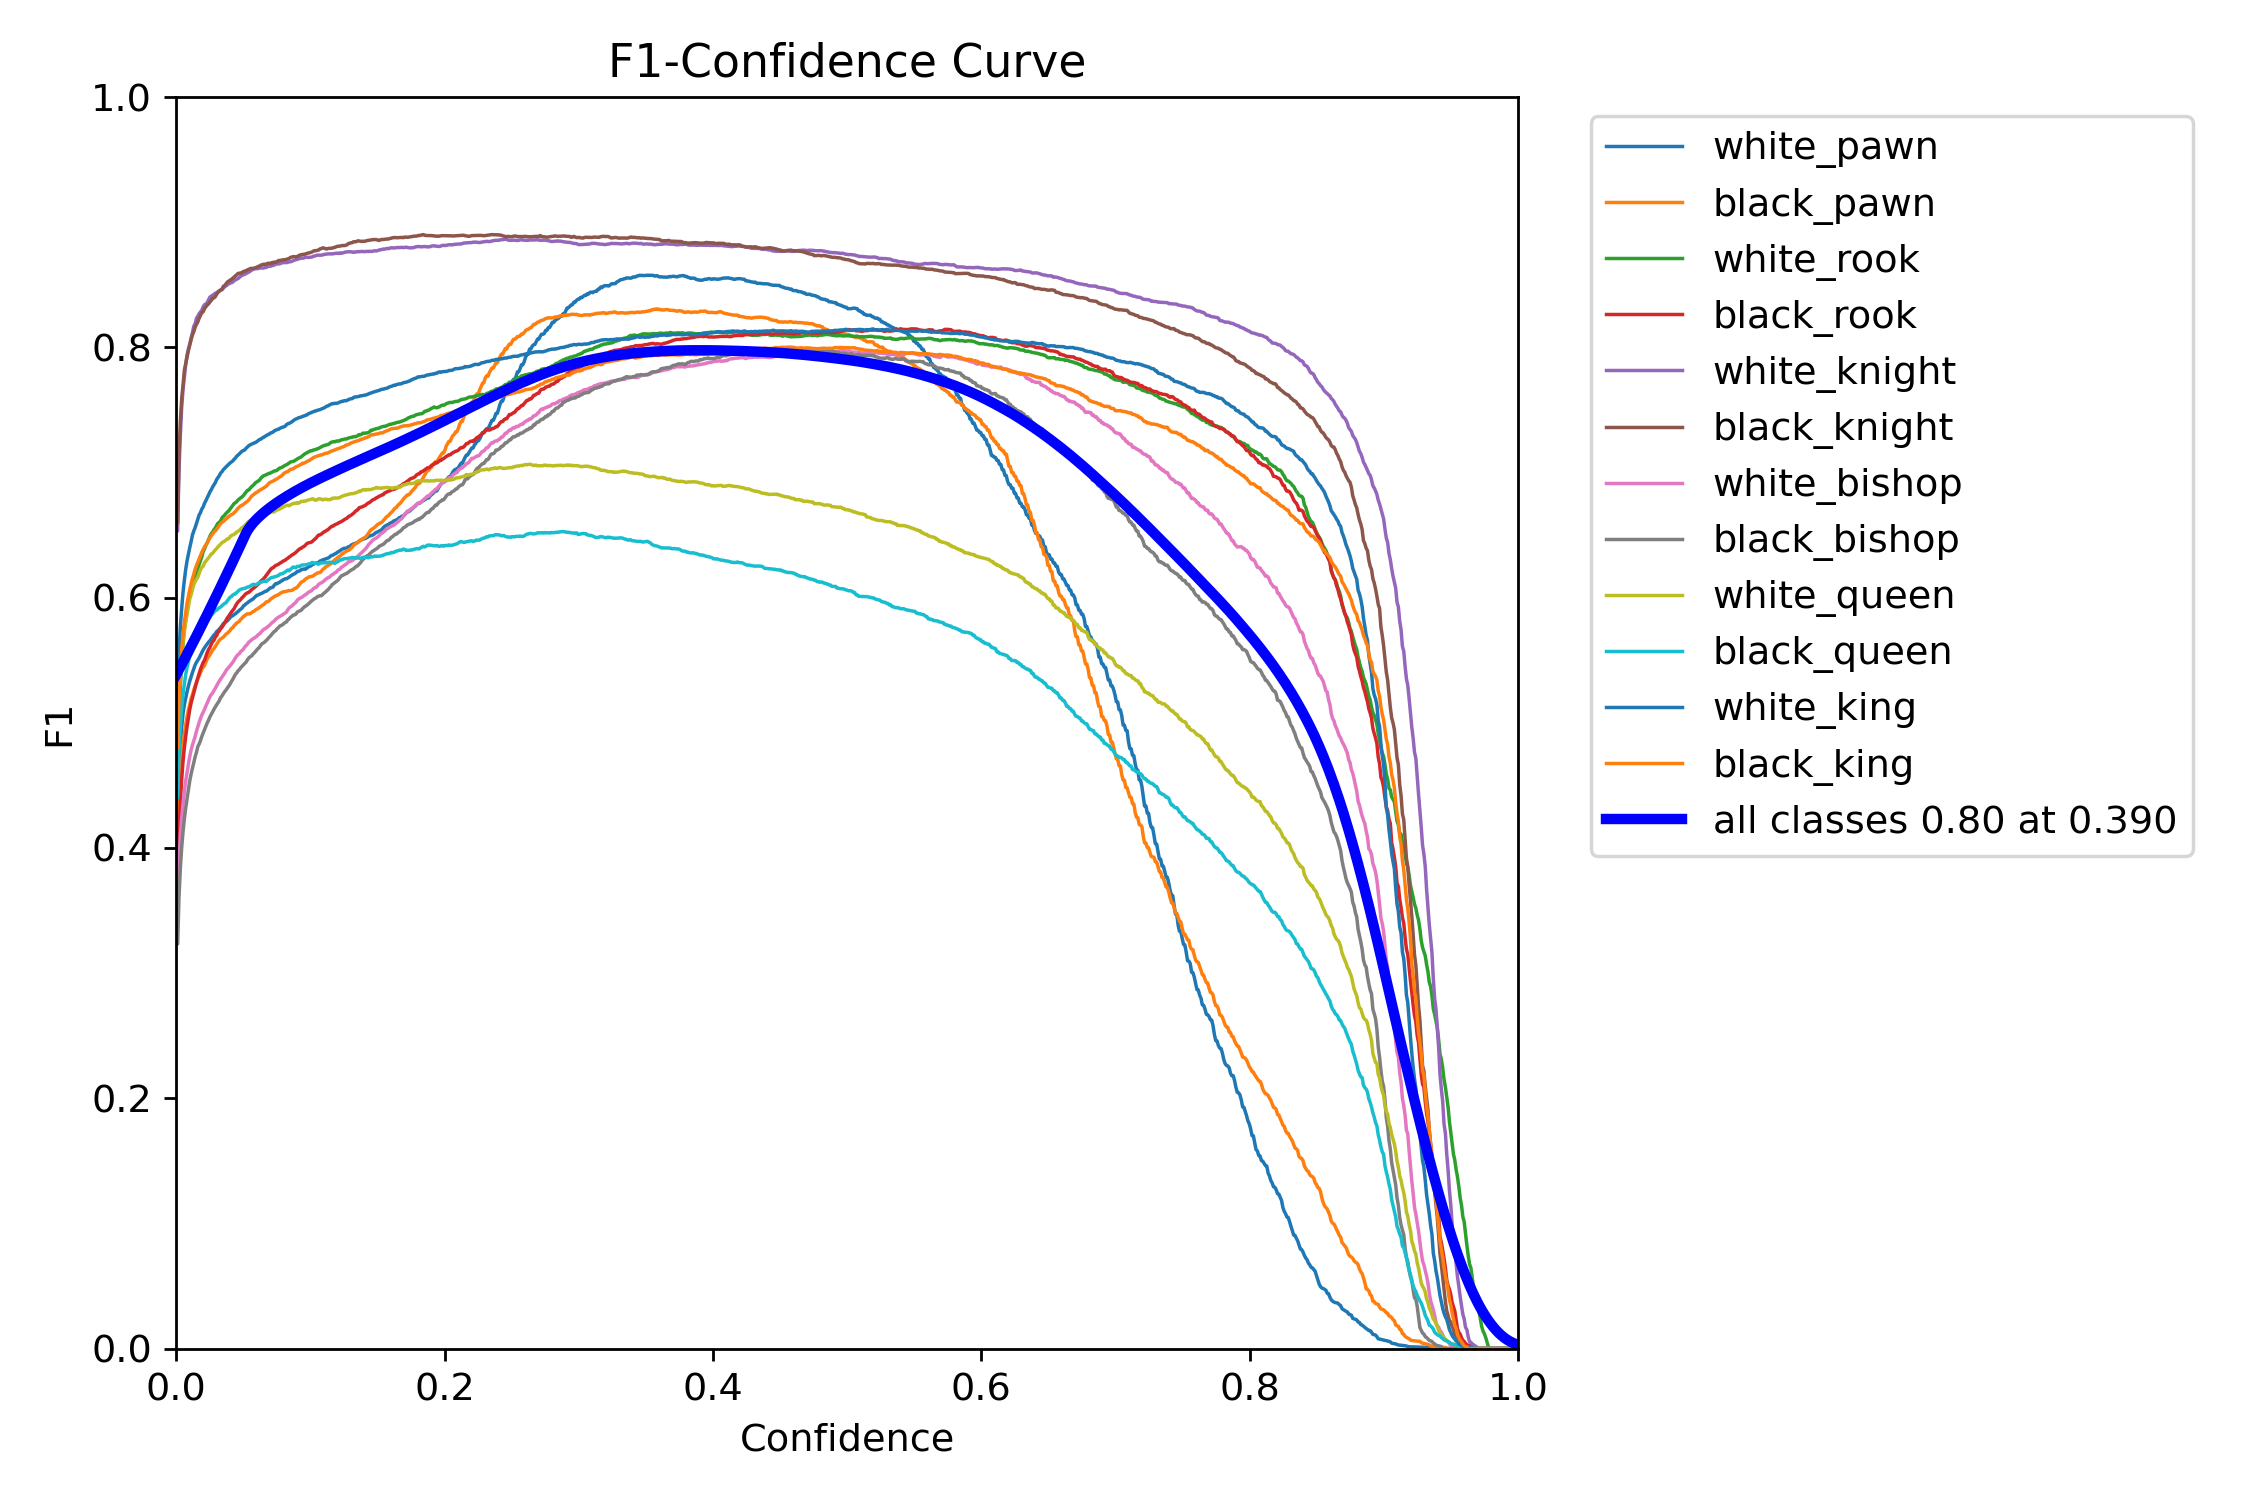 F1-Confidence Curve
1.0
0.8
0.6
0.4
0.2
0.0
F1
0.0 0.2 0.4 0.6 0.8 1.0
Confidence
white_pawn
black_pawn
white_rook
black_rook
white_knight
black_knight
white_bishop
black_bishop
white_queen
black_queen
white_king
black_king
all classes 0.80 at 0.390